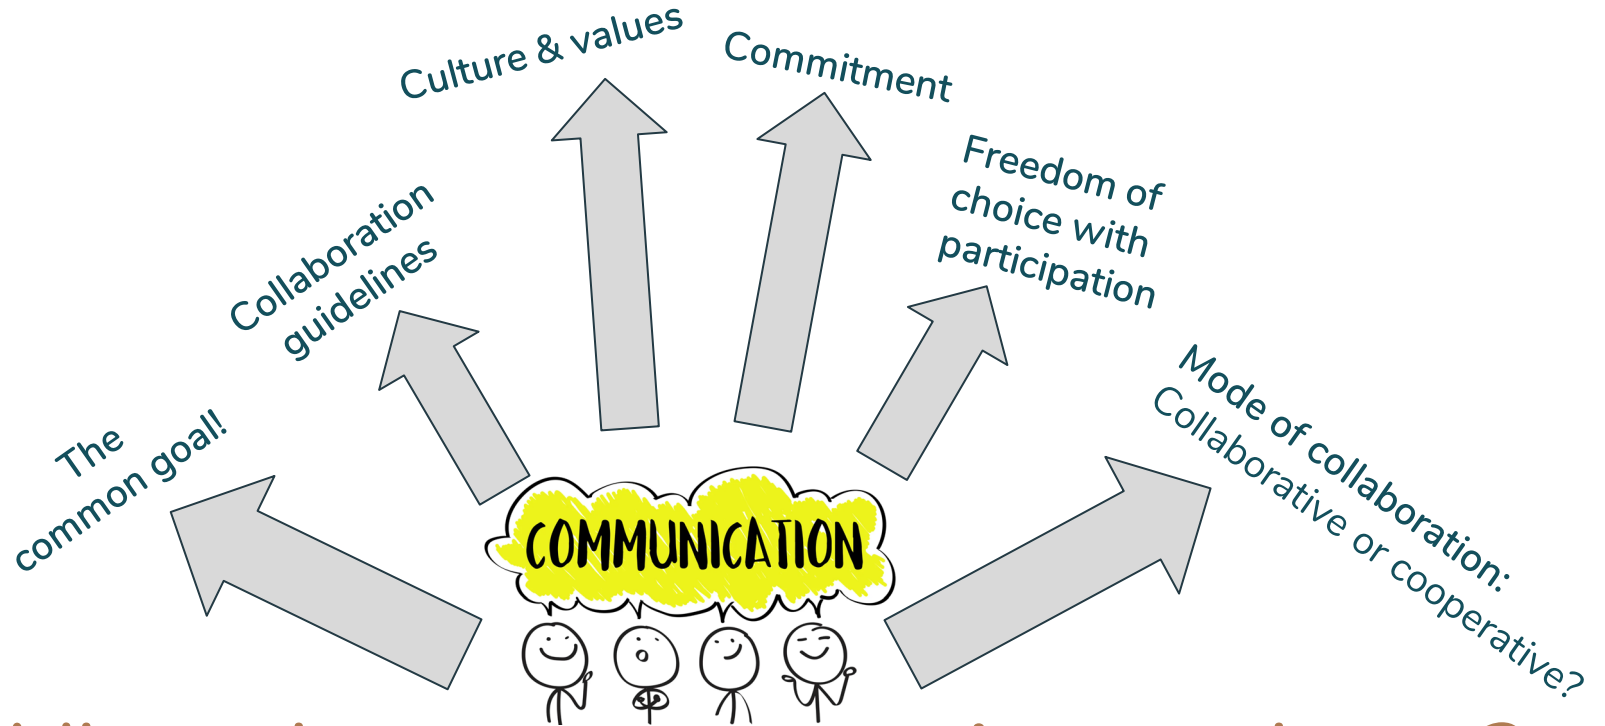 Culture & values
Commitment
Freedom of
choice with
participation
Collaboration
guidelines
The
common goal!
Mode of collaboration:
Collaborative or cooperative?
COMMUNICATION